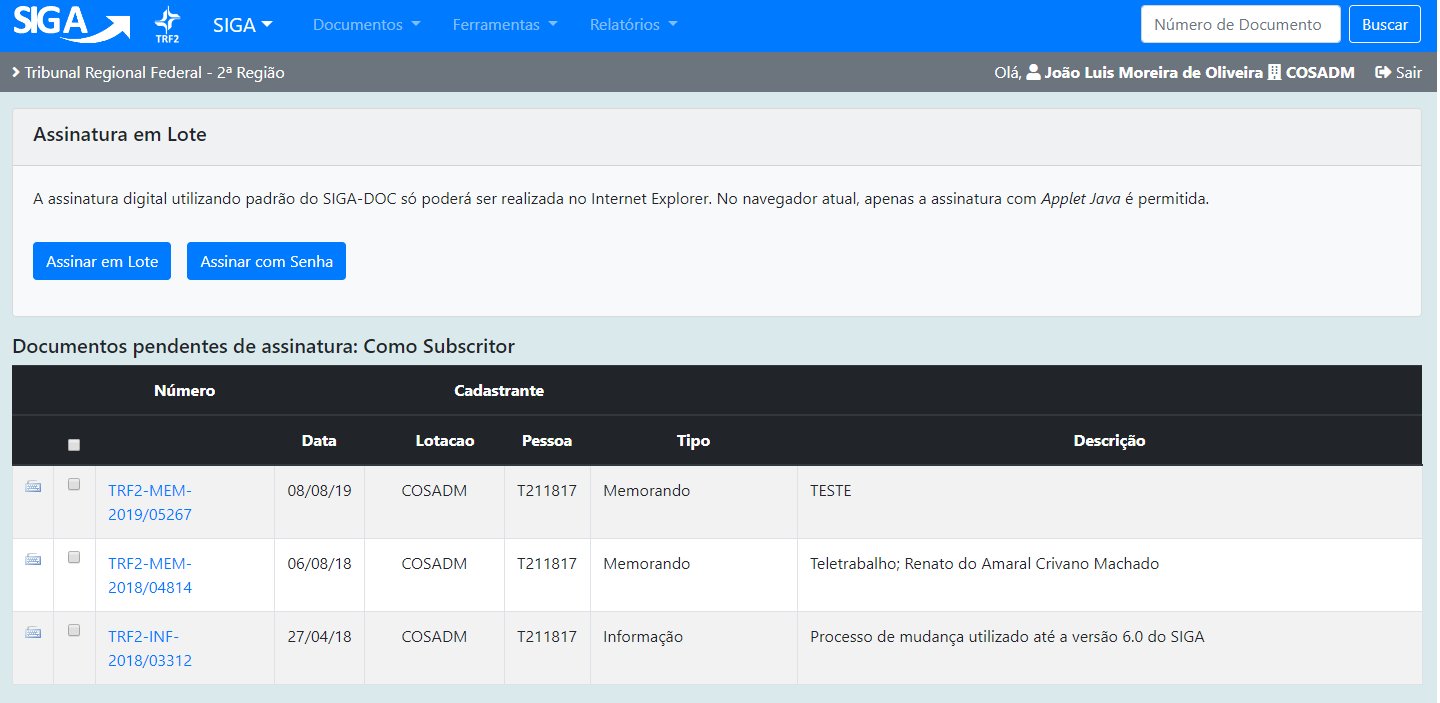 SIGA TRF2 SIGA Documentos Ferramentas Relatórios Número de Documento Buscar
Tribunal Regional Federal - 2ª Região Olá, João Luis Moreira de Oliveira COSADM Sair
Assinatura em Lote
A assinatura digital utilizando padrão do SIGA-DOC só poderá ser realizada no Internet Explorer. No navegador atual, apenas a assinatura com Applet Java é permitida.
Assinar em Lote Assinar com Senha
Documentos pendentes de assinatura: Como Subscritor
Número Cadastrante
Data Lotacao Pessoa Tipo Descrição
TRF2-MEM- 08/08/19 COSADM T211817 Memorando TESTE
2019/05267
TRF2-MEM- 06/08/18 COSADM T211817 Memorando Teletrabalho; Renato do Amaral Crivano Machado
2018/04814
TRF2-INF- 27/04/18 COSADM T211817 Informação Processo de mudança utilizado até a versão 6.0 do SIGA
2018/03312